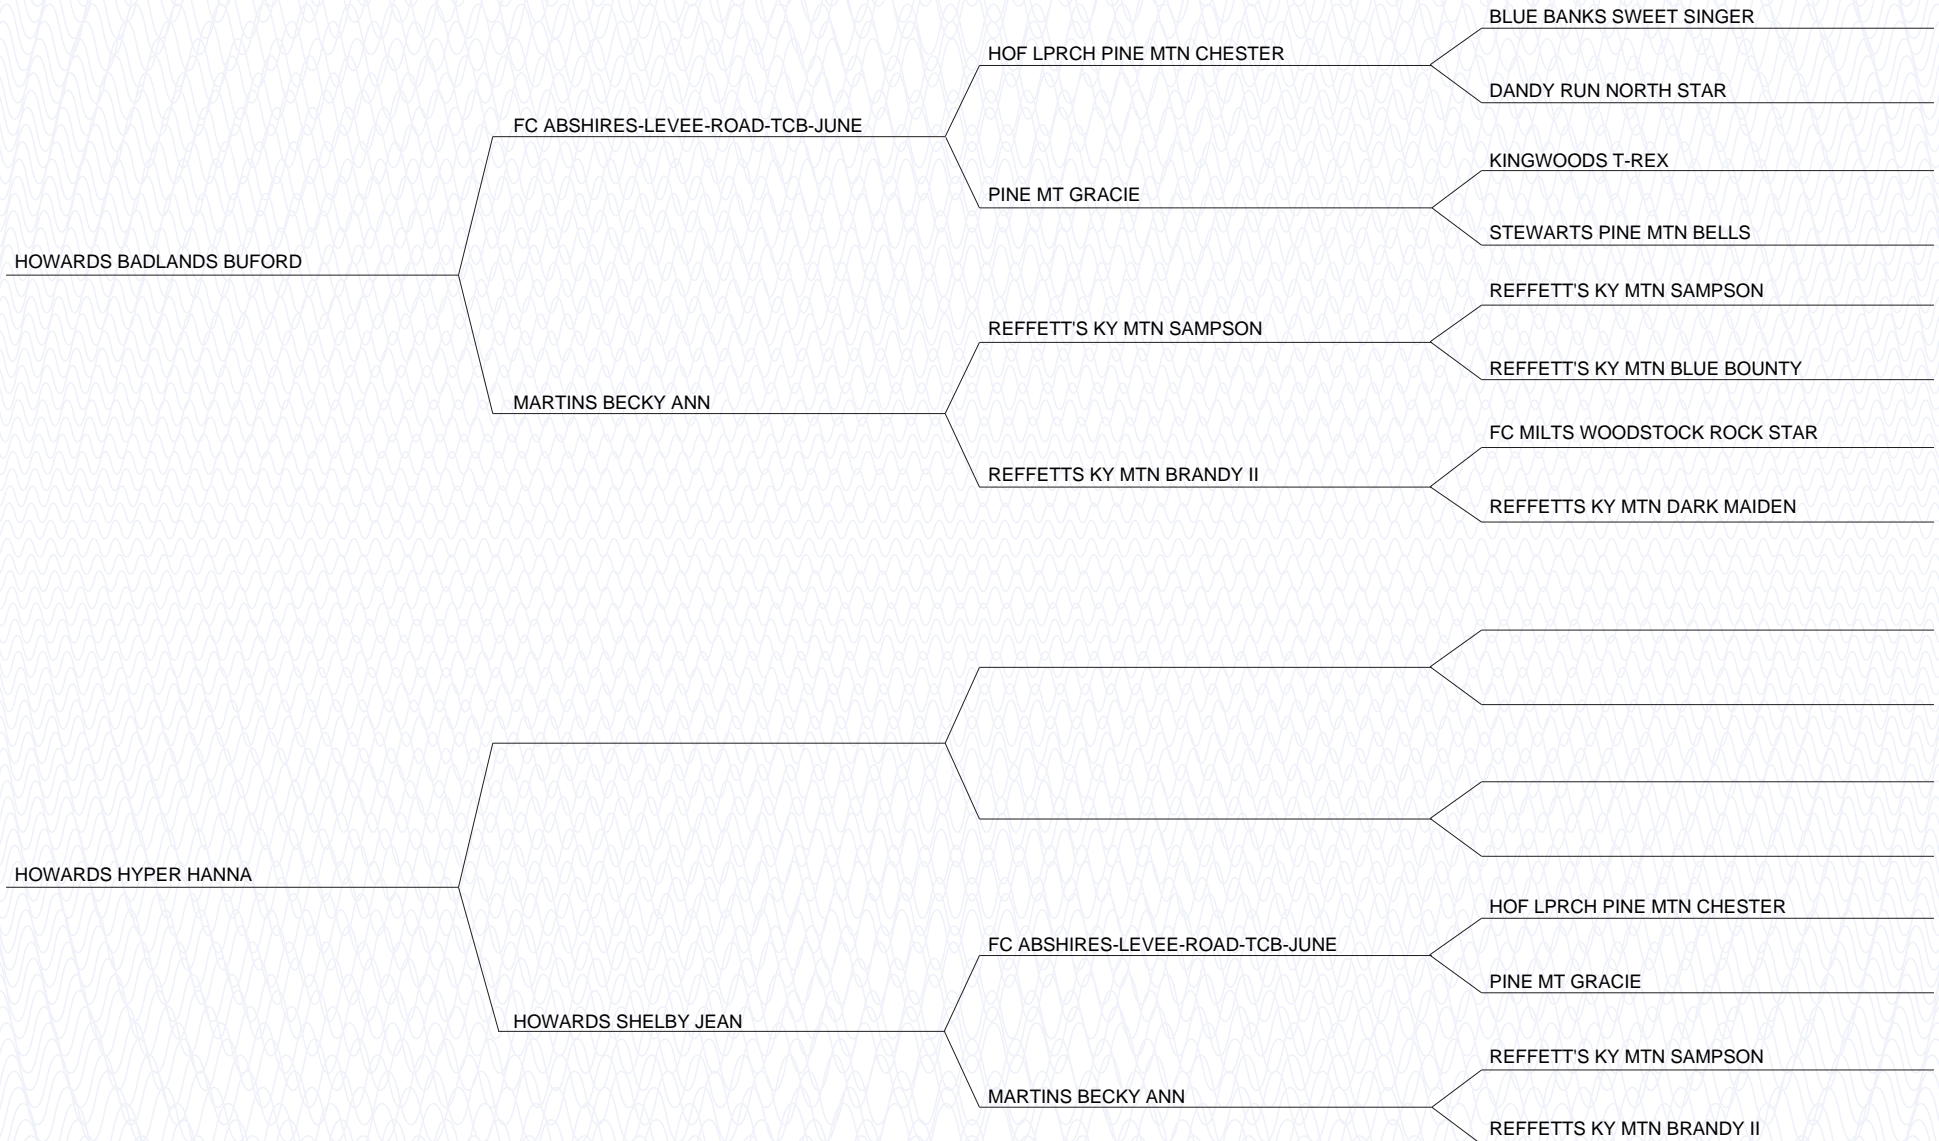 BLUE BANKS SWEET SINGER
HOF LPRCH PINE MTN CHESTER
DANDY RUN NORTH STAR
FC ABSHIRES-LEVEE-ROAD-TCB-JUNE
KINGWOODS T-REX
PINE MT GRACIE
STEWARTS PINE MTN BELLS
HOWARDS BADLANDS BUFORD
REFFETT'S KY MTN SAMPSON
REFFETT'S KY MTN SAMPSON
REFFETT'S KY MTN BLUE BOUNTY
MARTINS BECKY ANN
FC MILTS WOODSTOCK ROCK STAR
REFFETTS KY MTN BRANDY II
REFFETTS KY MTN DARK MAIDEN
HOWARDS HYPER HANNA
HOF LPRCH PINE MTN CHESTER
FC ABSHIRES-LEVEE-ROAD-TCB-JUNE
PINE MT GRACIE
HOWARDS SHELBY JEAN
REFFETT'S KY MTN SAMPSON
MARTINS BECKY ANN
REFFETTS KY MTN BRANDY II